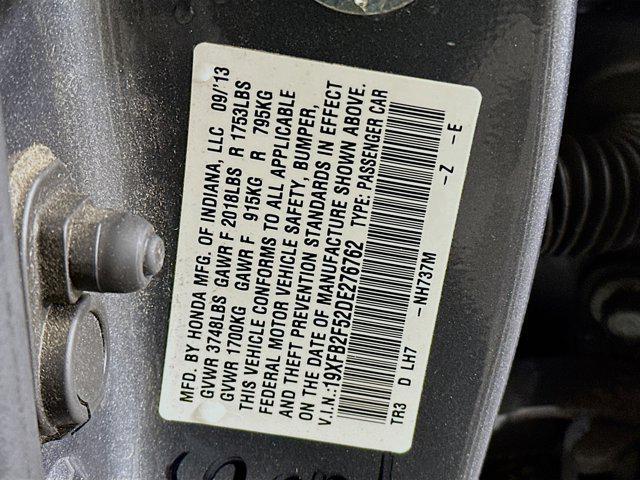 MFD. BY HONDA MFG. OF INDIANA, LLC 09/'13
GVWR 3748LBS GAWR F 2018LBS R 1753LBS
GVWR 1700KG GAWR F 915KG R 795KG
THIS VEHICLE CONFORMS TO ALL APPLICABLE
FEDERAL MOTOR VEHICLE SAFETY, BUMPER,
AND THEFT PREVENTION STANDARDS IN EFFECT
ON THE DATE OF MANUFACTURE SHOWN ABOVE.
V.I.N.:19XFB2F52DE276762 TYPE: PASSENGER CAR
TR3 D LH7 -NH737M -Z -E